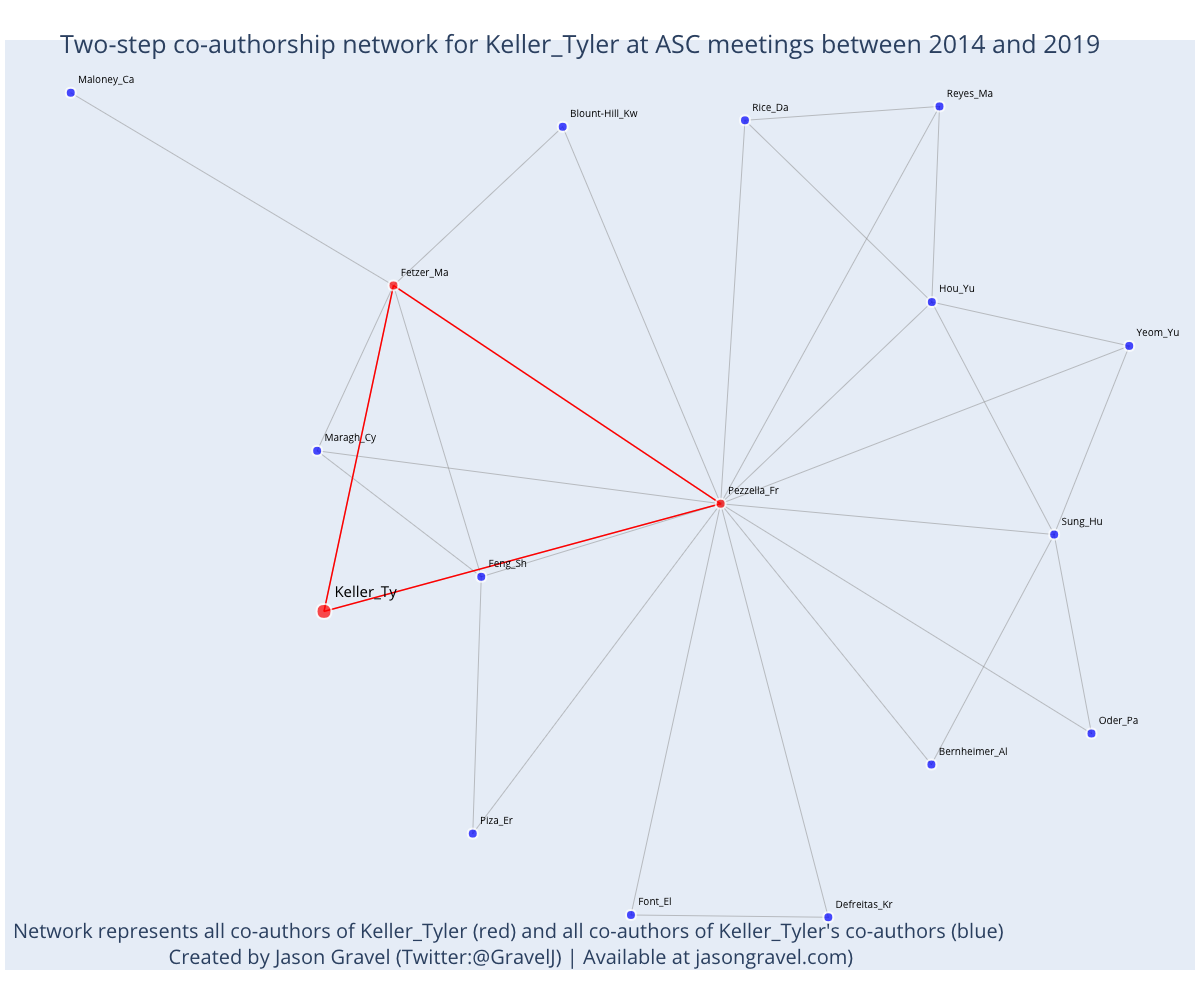 Two-step co-authorship network for Keller_Tyler at ASC meetings between 2014 and 2019
Maloney_Ca
Reyes_Ma
Rice_Da
Blount-Hill_Kw
Fetzer_Ma
Hou_Yu
Yeom_Yu
Maragh_Cy
Pezzella_Fr
Sung_Hu
Feng_Sh
Keller_Ty
Oder_Pa
Bernheimer_Al
Piza_Er
Font_El
Defreitas_Kr
Network represents all co-authors of Keller_Tyler (red) and all co-authors of Keller_Tyler's co-authors (blue)
Created by Jason Gravel (Twitter:@GravelJ) | Available at jasongravel.com)